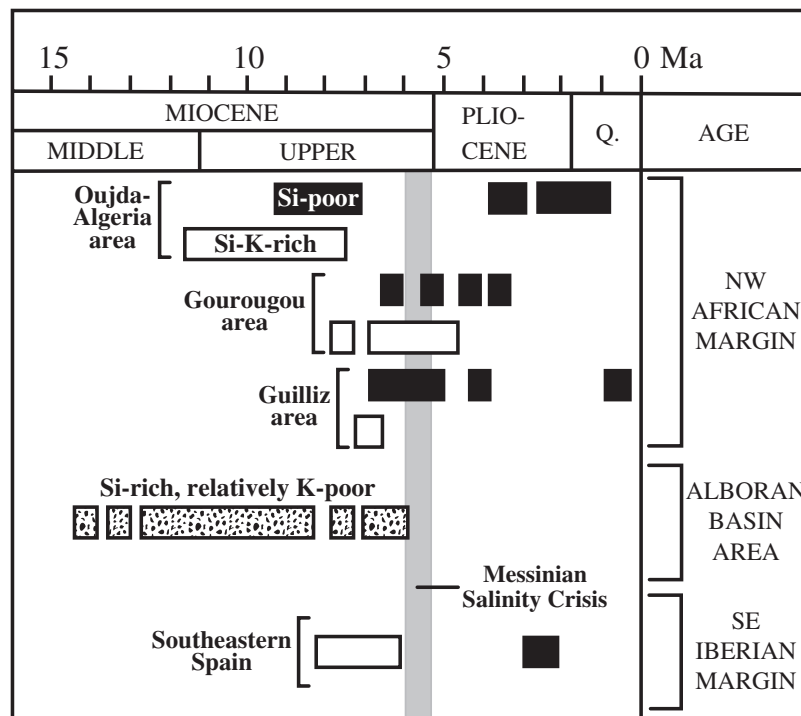 15 10 5 0 Ma
MIOCENE
PLIO-
CENE
Q.
AGE
MIDDLE
UPPER
Oujda-
Algeria
area
Si-poor
Si-K-rich
Gourougou
area
Guilliz
area
NW
AFRICAN
MARGIN
Si-rich, relatively K-poor
ALBORAN
BASIN
AREA
Messinian
Salinity Crisis
Southeastern
Spain
SE
IBERIAN
MARGIN